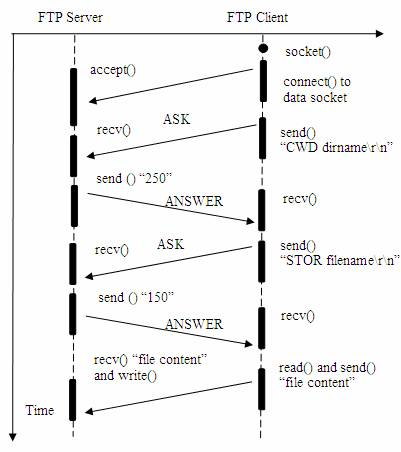 FTP Server
FTP Client
socket()
accept()
connect() to
data socket
ASK
recv()
send()
“CWD dirname\r\n”
send () “250”
ANSWER
recv()
ASK
recv()
send()
“STOR filename\r\n”
send () “150”
recv()
ANSWER
recv() “file content”
and write()
read() and send()
“file content”
Time